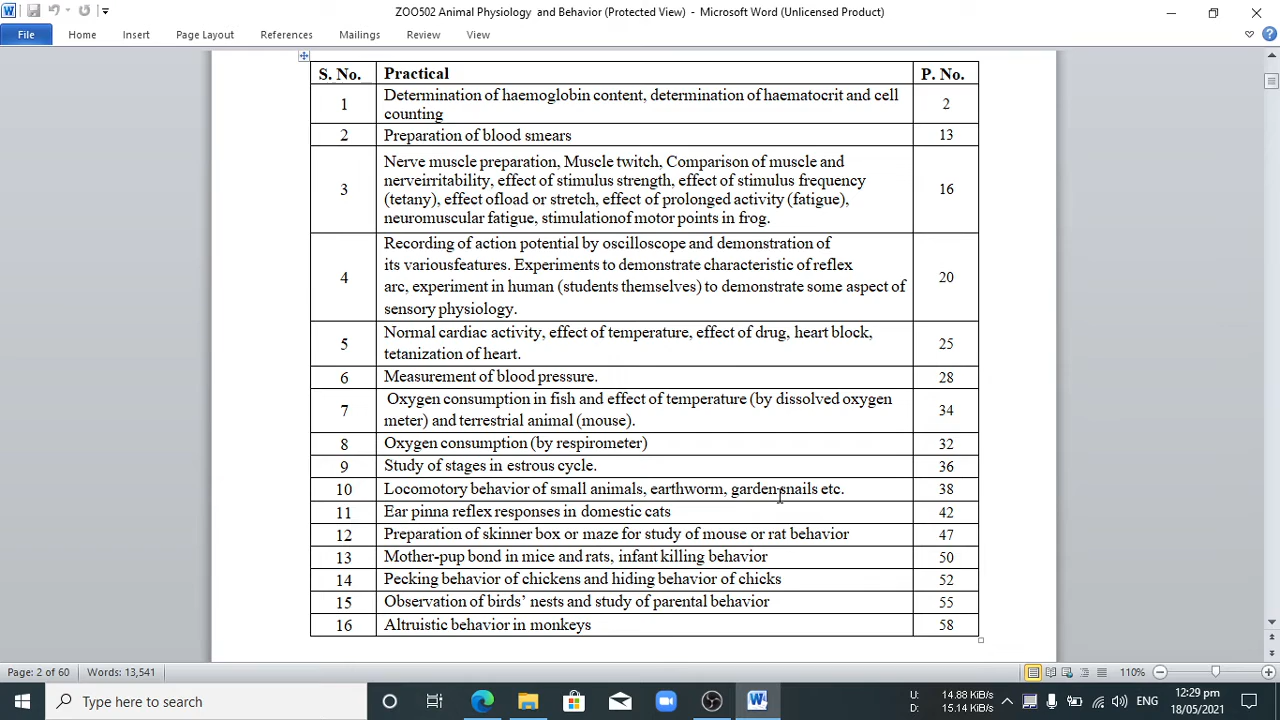 ZOO502 Animal Physiology and Behavior (Protected View) - Microsoft Word (Unlicensed Product)
File Home Insert Page Layout References Mailings Review View
S. No. Practical P. No.
1 Determination of haemoglobin content, determination of haematocrit and cell 2
counting
2 Preparation of blood smears 13
Nerve muscle preparation, Muscle twitch, Comparison of muscle and
nerveirritability, effect of stimulus strength, effect of stimulus frequency
3 (tetany), effect ofload or stretch, effect of prolonged activity (fatigue), 16
neuromuscular fatigue, stimulationof motor points in frog.
Recording of action potential by oscilloscope and demonstration of
its variousfeatures. Experiments to demonstrate characteristic of reflex
4 arc, experiment in human (students themselves) to demonstrate some aspect of 20
sensory physiology.
5 Normal cardiac activity, effect of temperature, effect of drug, heart block, 25
tetanization of heart.
6 Measurement of blood pressure. 28
7 Oxygen consumption in fish and effect of temperature (by dissolved oxygen 34
meter) and terrestrial animal (mouse).
8 Oxygen consumption (by respirometer) 32
9 Study of stages in estrous cycle. 36
10 Locomotory behavior of small animals, earthworm, garden snails etc. 38
11 Ear pinna reflex responses in domestic cats 42
12 Preparation of skinner box or maze for study of mouse or rat behavior 47
13 Mother-pup bond in mice and rats, infant killing behavior 50
14 Pecking behavior of chickens and hiding behavior of chicks 52
15 Observation of birds’ nests and study of parental behavior 55
16 Altruistic behavior in monkeys 58
Page: 2 of 60 Words: 13,541 110%
Type here to search U: 14.88 KiB/s ENG 12:29 pm
D: 15.14 KiB/s 18/05/2021